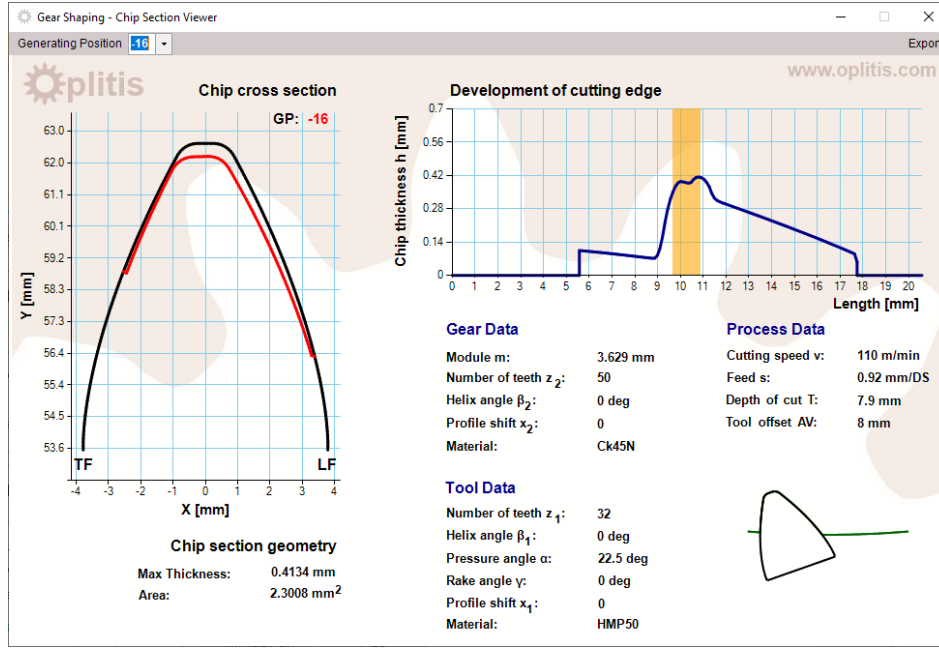 Gear Shaping - Chip Section Viewer
Generating Position -16
Export
plitis
www.oplitis.com
Chip cross section
GP: -16
63.0
62.0
61.1
60.1
59.2
58.3
57.3
56.4
55.4
54.5
53.6
Y [mm]
TF
LF
-4 -3 -2 -1 0 1 2 3 4
X [mm]
Chip section geometry
Max Thickness: 0.4134 mm
Area: 2.3008 mm2
Development of cutting edge
Chip thickness h [mm]
0.7
0.56
0.42
0.28
0.14
0
0 1 2 3 4 5 6 7 8 9 10 11 12 13 14 15 16 17 18 19 20
Length [mm]
Gear Data
Module m: 3.629 mm
Number of teeth z2: 50
Helix angle β2: 0 deg
Profile shift x2: 0
Material: Ck45N
Process Data
Cutting speed v: 110 m/min
Feed s: 0.92 mm/DS
Depth of cut T: 7.9 mm
Tool offset AV: 8 mm
Tool Data
Number of teeth z1: 32
Helix angle β1: 0 deg
Pressure angle α: 22.5 deg
Rake angle γ: 0 deg
Profile shift x1: 0
Material: HMP50